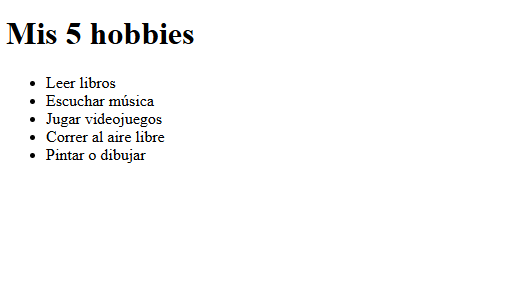 Mis 5 hobbies
Leer libros
Escuchar música
Jugar videojuegos
Correr al aire libre
Pintar o dibujar